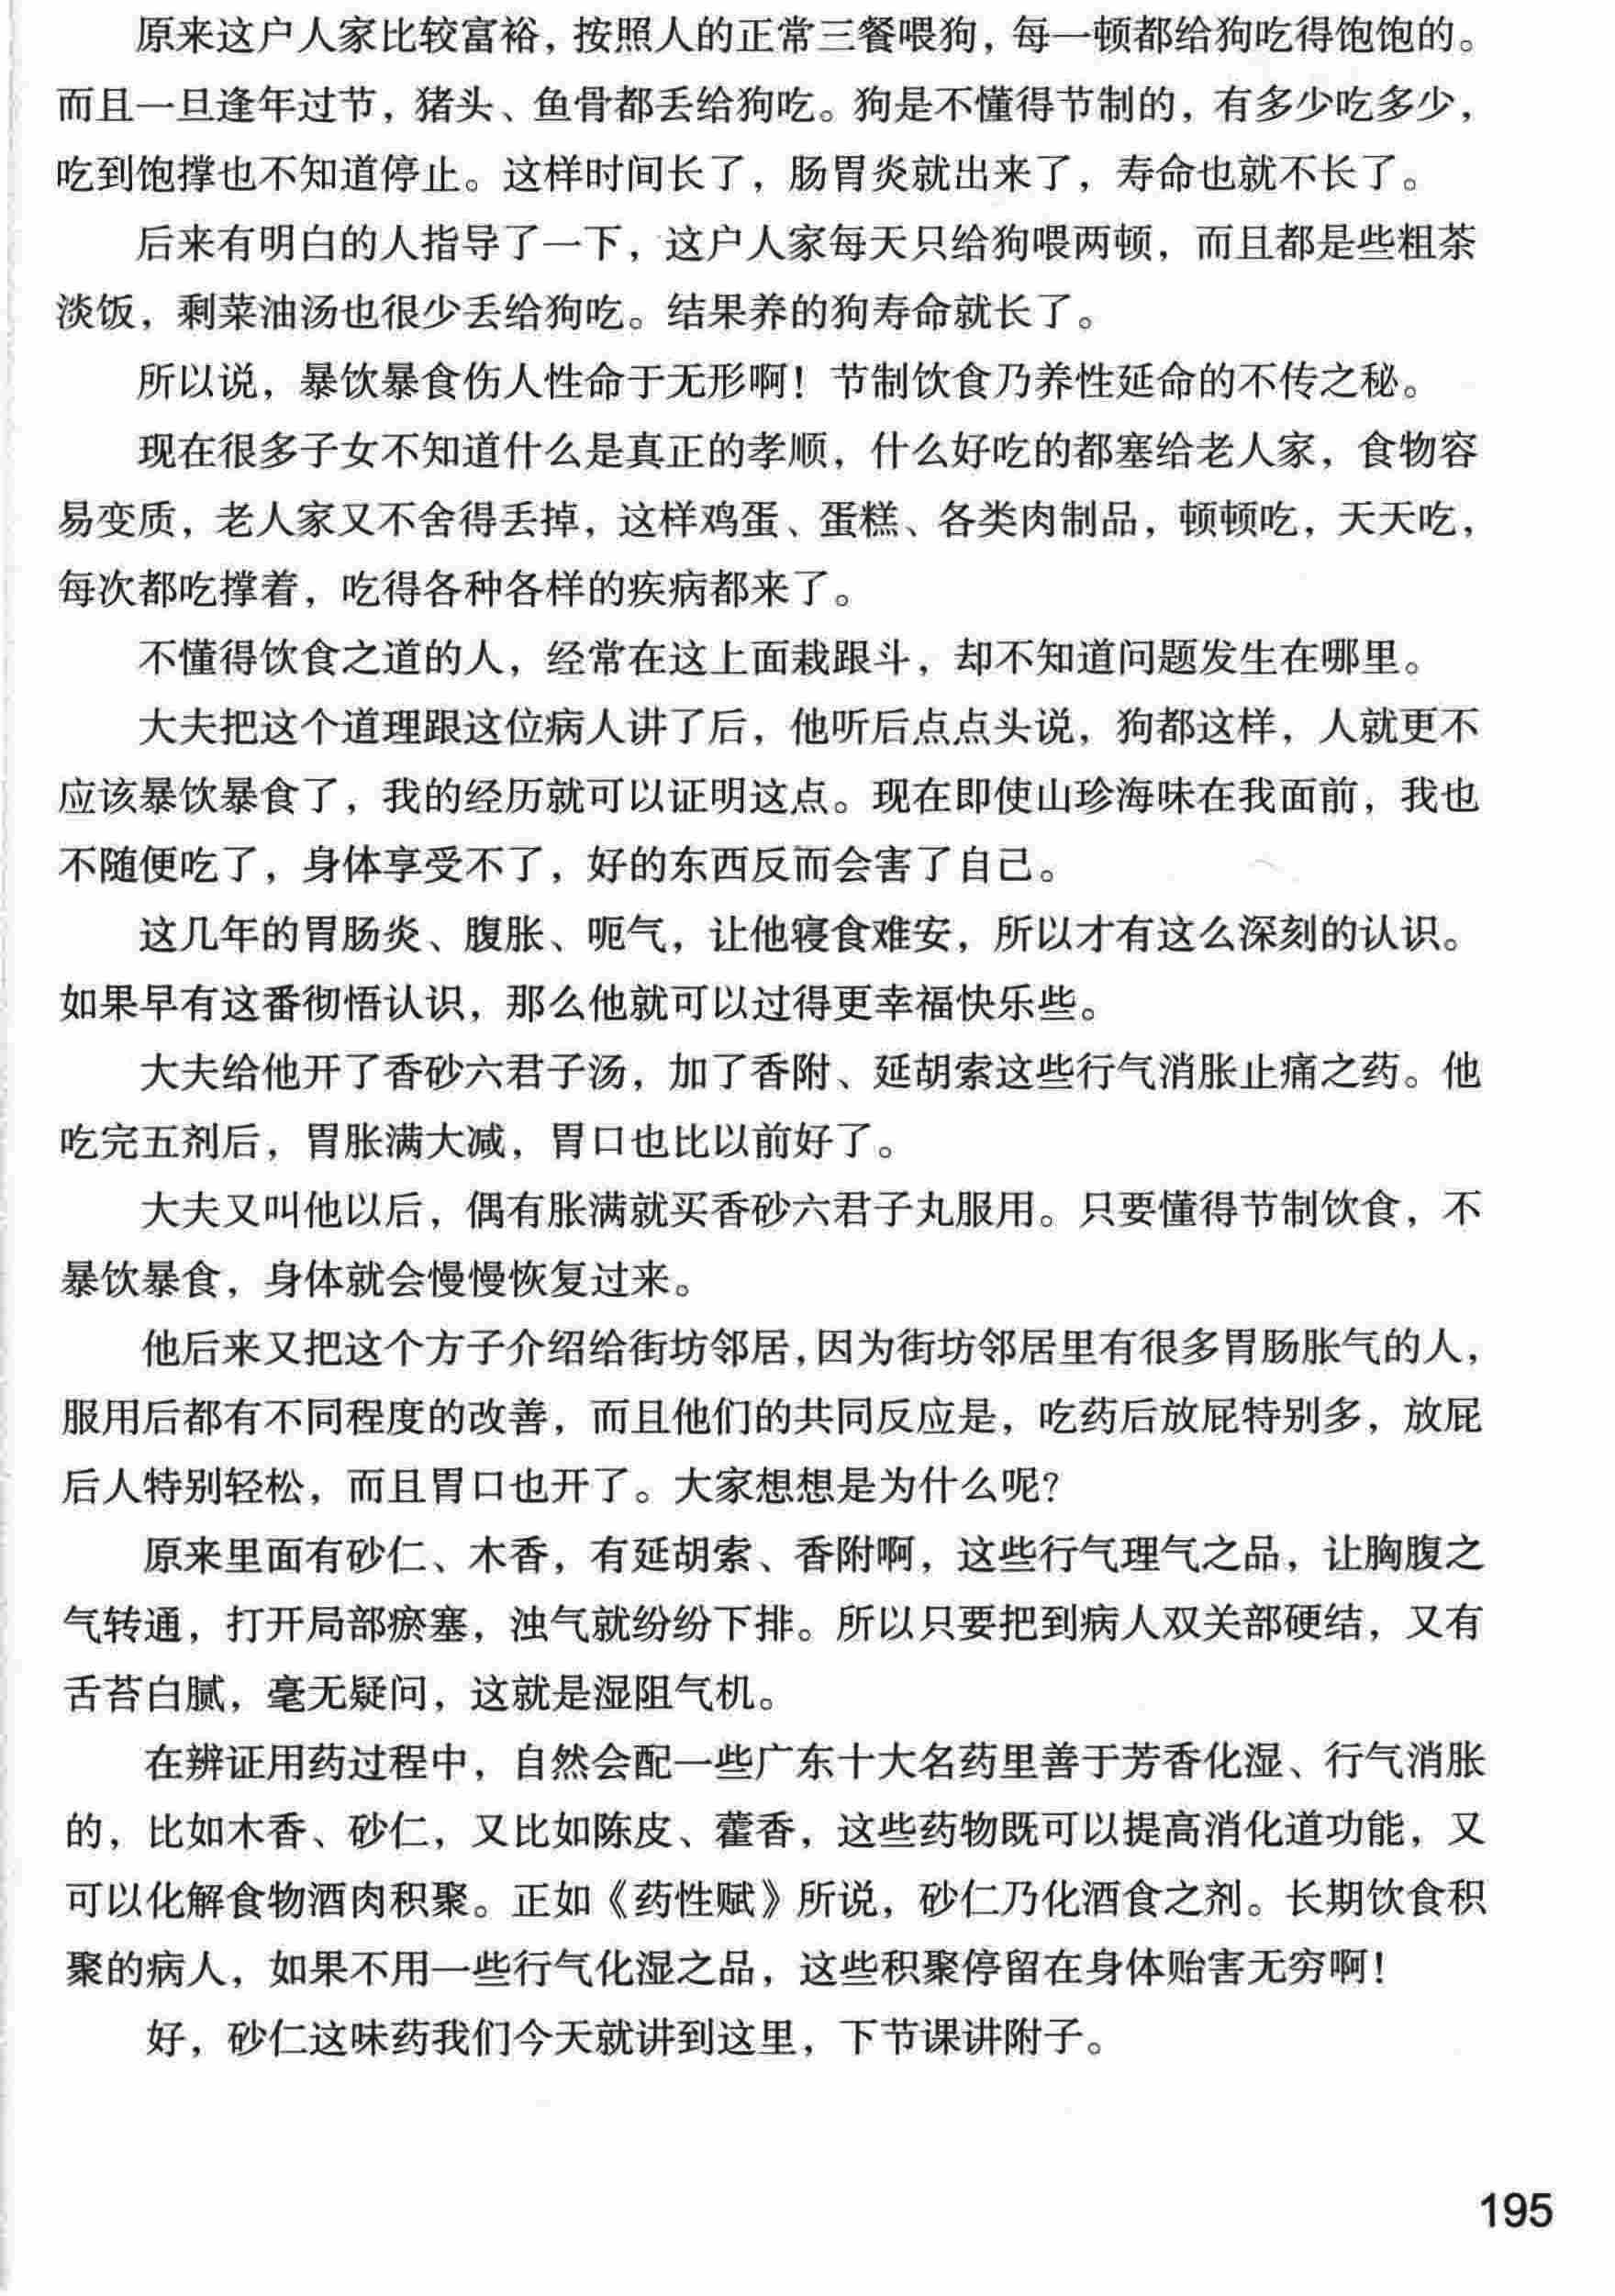 原来这户人家比较富裕，按照人的正常三餐喂狗，每一顿都给狗吃得饱饱的。
而且一旦逢年过节，猪头、鱼骨都丢给狗吃。狗是不懂得节制的，有多少吃多少，
吃到饱撑也不知道停止。这样时间长了，肠胃炎就出来了，寿命也就不长了。
后来有明白的人指导了一下，这户人家每天只给狗喂两顿，而且都是些粗茶
淡饭，剩菜油汤也很少丢给狗吃。结果养的狗寿命就长了。
所以说，暴饮暴食伤人性命于无形啊！节制饮食乃养性延命的不传之秘。
现在很多子女不知道什么是真正的孝顺，什么好吃的都塞给老人家，食物容
易变质，老人家又不舍得丢掉，这样鸡蛋、蛋糕、各类肉制品，顿顿吃，天天吃，
每次都吃撑着，吃得各种各样的疾病都来了。
不懂得饮食之道的人，经常在这上面栽跟斗，却不知道问题发生在哪里。
大夫把这个道理跟这位病人讲了后，他听后点点头说，狗都这样，人就更不
应该暴饮暴食了，我的经历就可以证明这点。现在即使山珍海味在我面前，我也
不随便吃了，身体享受不了，好的东西反而会害了自己。
这几年的胃肠炎、腹胀、呃气，让他寝食难安，所以才有这么深刻的认识。
如果早有这番彻悟认识，那么他就可以过得更幸福快乐些。
大夫给他开了香砂六君子汤，加了香附、延胡索这些行气消胀止痛之药。他
吃完五剂后，胃胀满大减，胃口也比以前好了。
大夫又叫他以后，偶有胀满就买香砂六君子丸服用。只要懂得节制饮食，不
暴饮暴食，身体就会慢慢恢复过来。
他后来又把这个方子介绍给街坊邻居，因为街坊邻居里有很多胃肠胀气的人，
服用后都有不同程度的改善，而且他们的共同反应是，吃药后放屁特别多，放屁
后人特别轻松，而且胃口也开了。大家想想是为什么呢？
原来里面有砂仁、木香，有延胡索、香附啊，这些行气理气之品，让胸腹之
气转通，打开局部瘀塞，浊气就纷纷下排。所以只要把到病人双关部硬结，又有
舌苔白腻，毫无疑问，这就是湿阻气机。
在辨证用药过程中，自然会配一些广东十大名药里善于芳香化湿、行气消胀
的，比如木香、砂仁，又比如陈皮、藿香，这些药物既可以提高消化道功能，又
可以化解食物酒肉积聚。正如《药性赋》所说，砂仁乃化酒食之剂。长期饮食积
聚的病人，如果不用一些行气化湿之品，这些积聚停留在身体贻害无穷啊！
好，砂仁这味药我们今天就讲到这里，下节课讲附子。
195